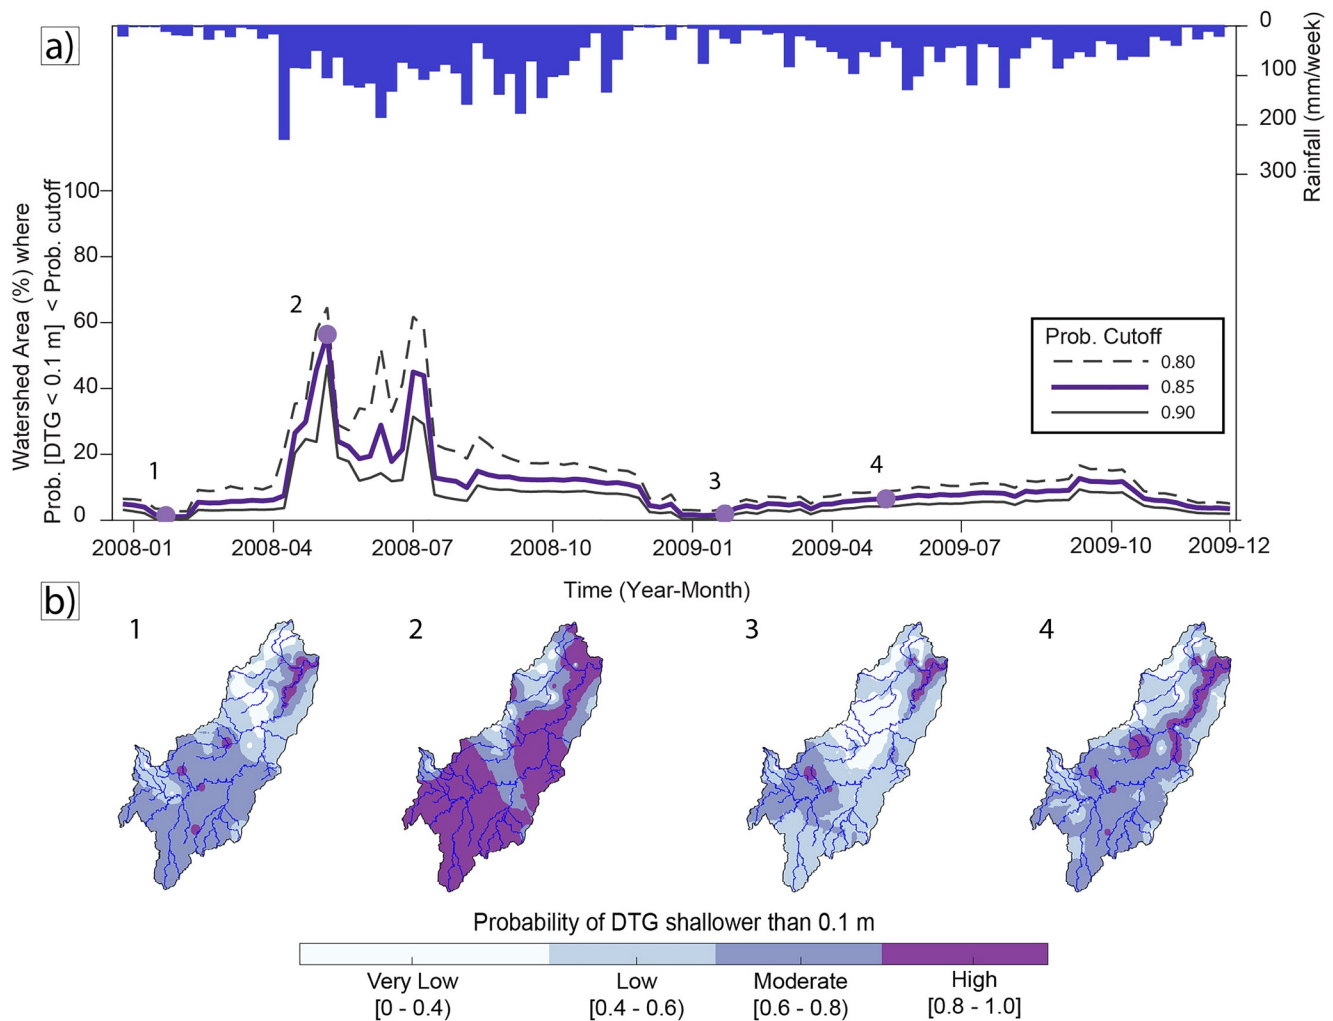 a)
0
100
200
300
Rainfall (mm/week)
Watershed Area (%) where
Prob. [DTG < 0.1 m] < Prob. cutoff
100
80
60
40
20
0
1
2
3
4
Prob. Cutoff
0.80
0.85
0.90
2008-01 2008-04 2008-07 2008-10 2009-01 2009-04 2009-07 2009-10 2009-12
Time (Year-Month)
b)
1 2 3 4
Probability of DTG shallower than 0.1 m
Very Low Low Moderate High
[0 - 0.4) [0.4 - 0.6) [0.6 - 0.8) [0.8 - 1.0]